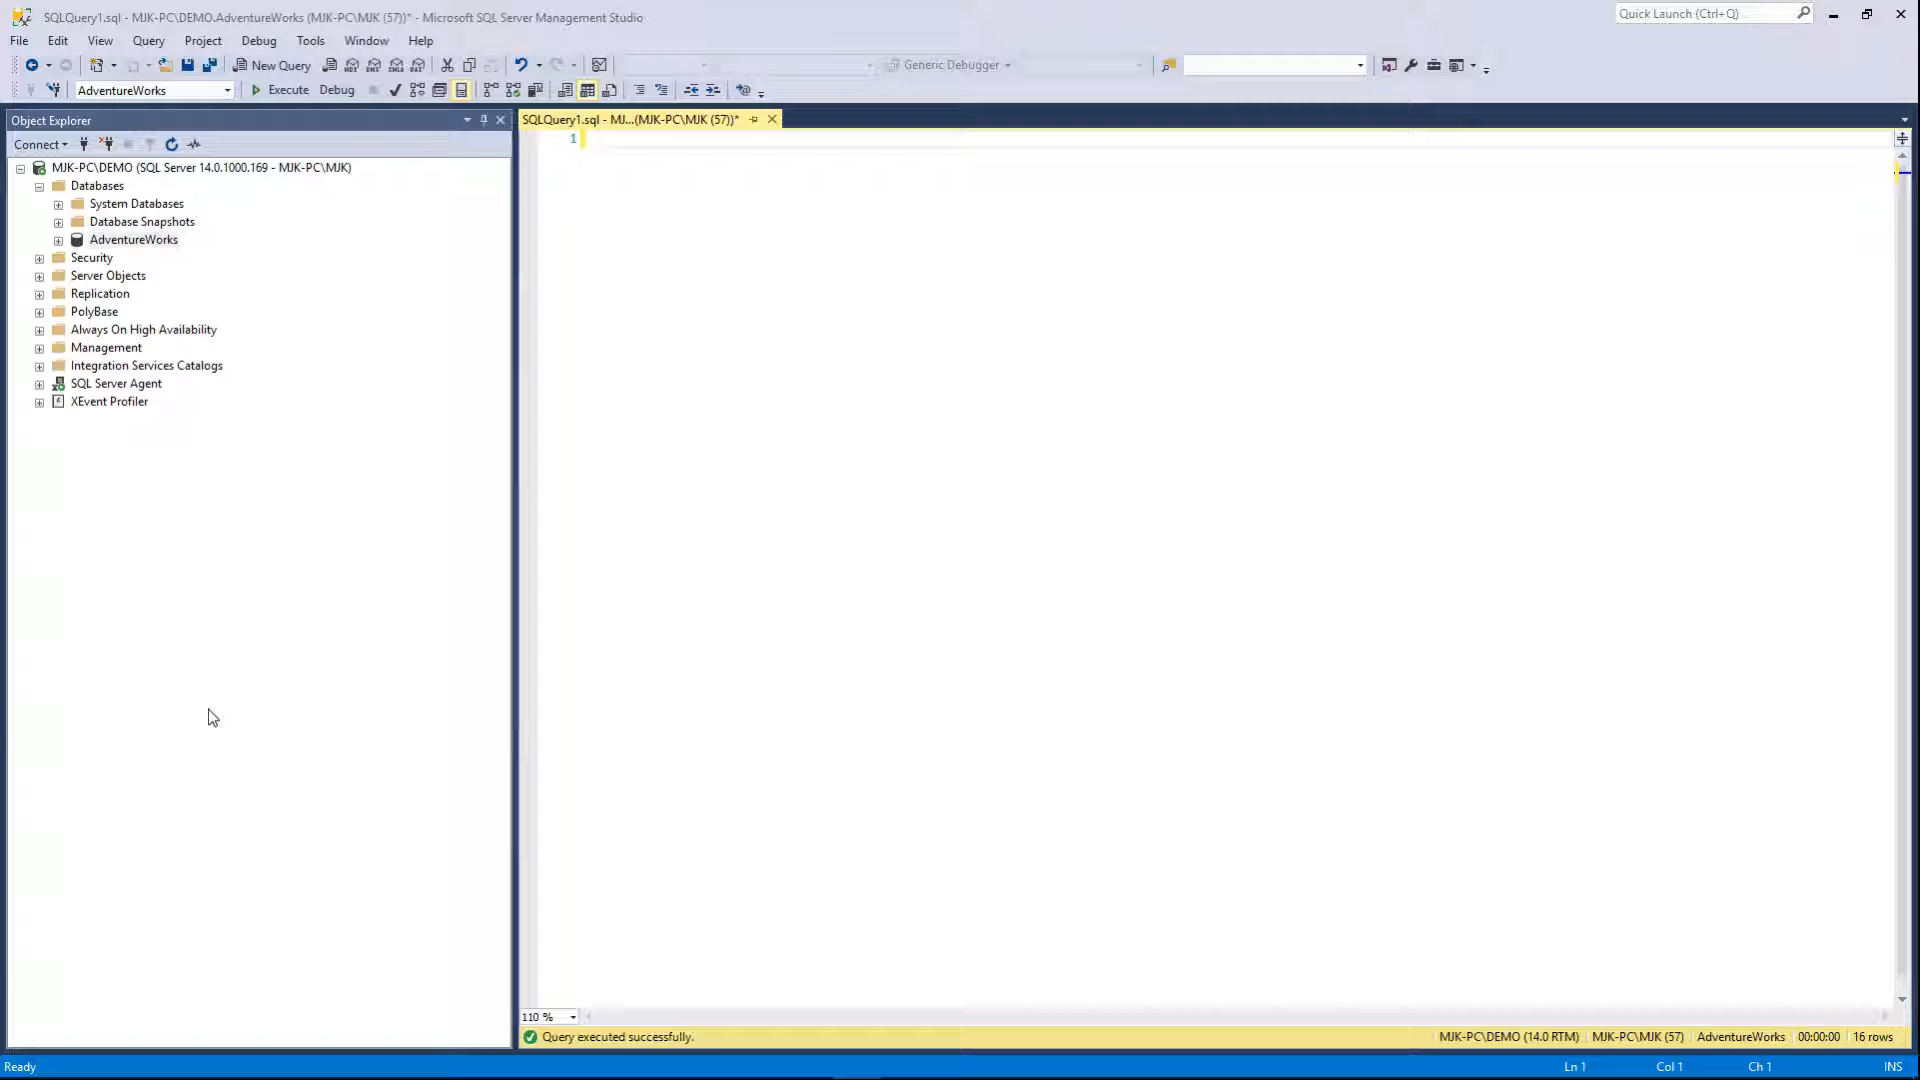 SQLQuery1.sql - MJK-PC\DEMO.AdventureWorks (MJK-PC\MJK (57))* - Microsoft SQL Server Management Studio
Quick Launch (Ctrl+Q)
File Edit View Query Project Debug Tools Window Help
New Query
Generic Debugger
AdventureWorks
Execute Debug
Object Explorer
SQLQuery1.sql - MJ...(MJK-PC\MJK (57))*
Connect
1
MJK-PC\DEMO (SQL Server 14.0.1000.169 - MJK-PC\MJK)
Databases
System Databases
Database Snapshots
AdventureWorks
Security
Server Objects
Replication
PolyBase
Always On High Availability
Management
Integration Services Catalogs
SQL Server Agent
XEvent Profiler
110 %
Query executed successfully.
MJK-PC\DEMO (14.0 RTM) MJK-PC\MJK (57) AdventureWorks 00:00:00 16 rows
Ready
Ln 1 Col 1 Ch 1 INS